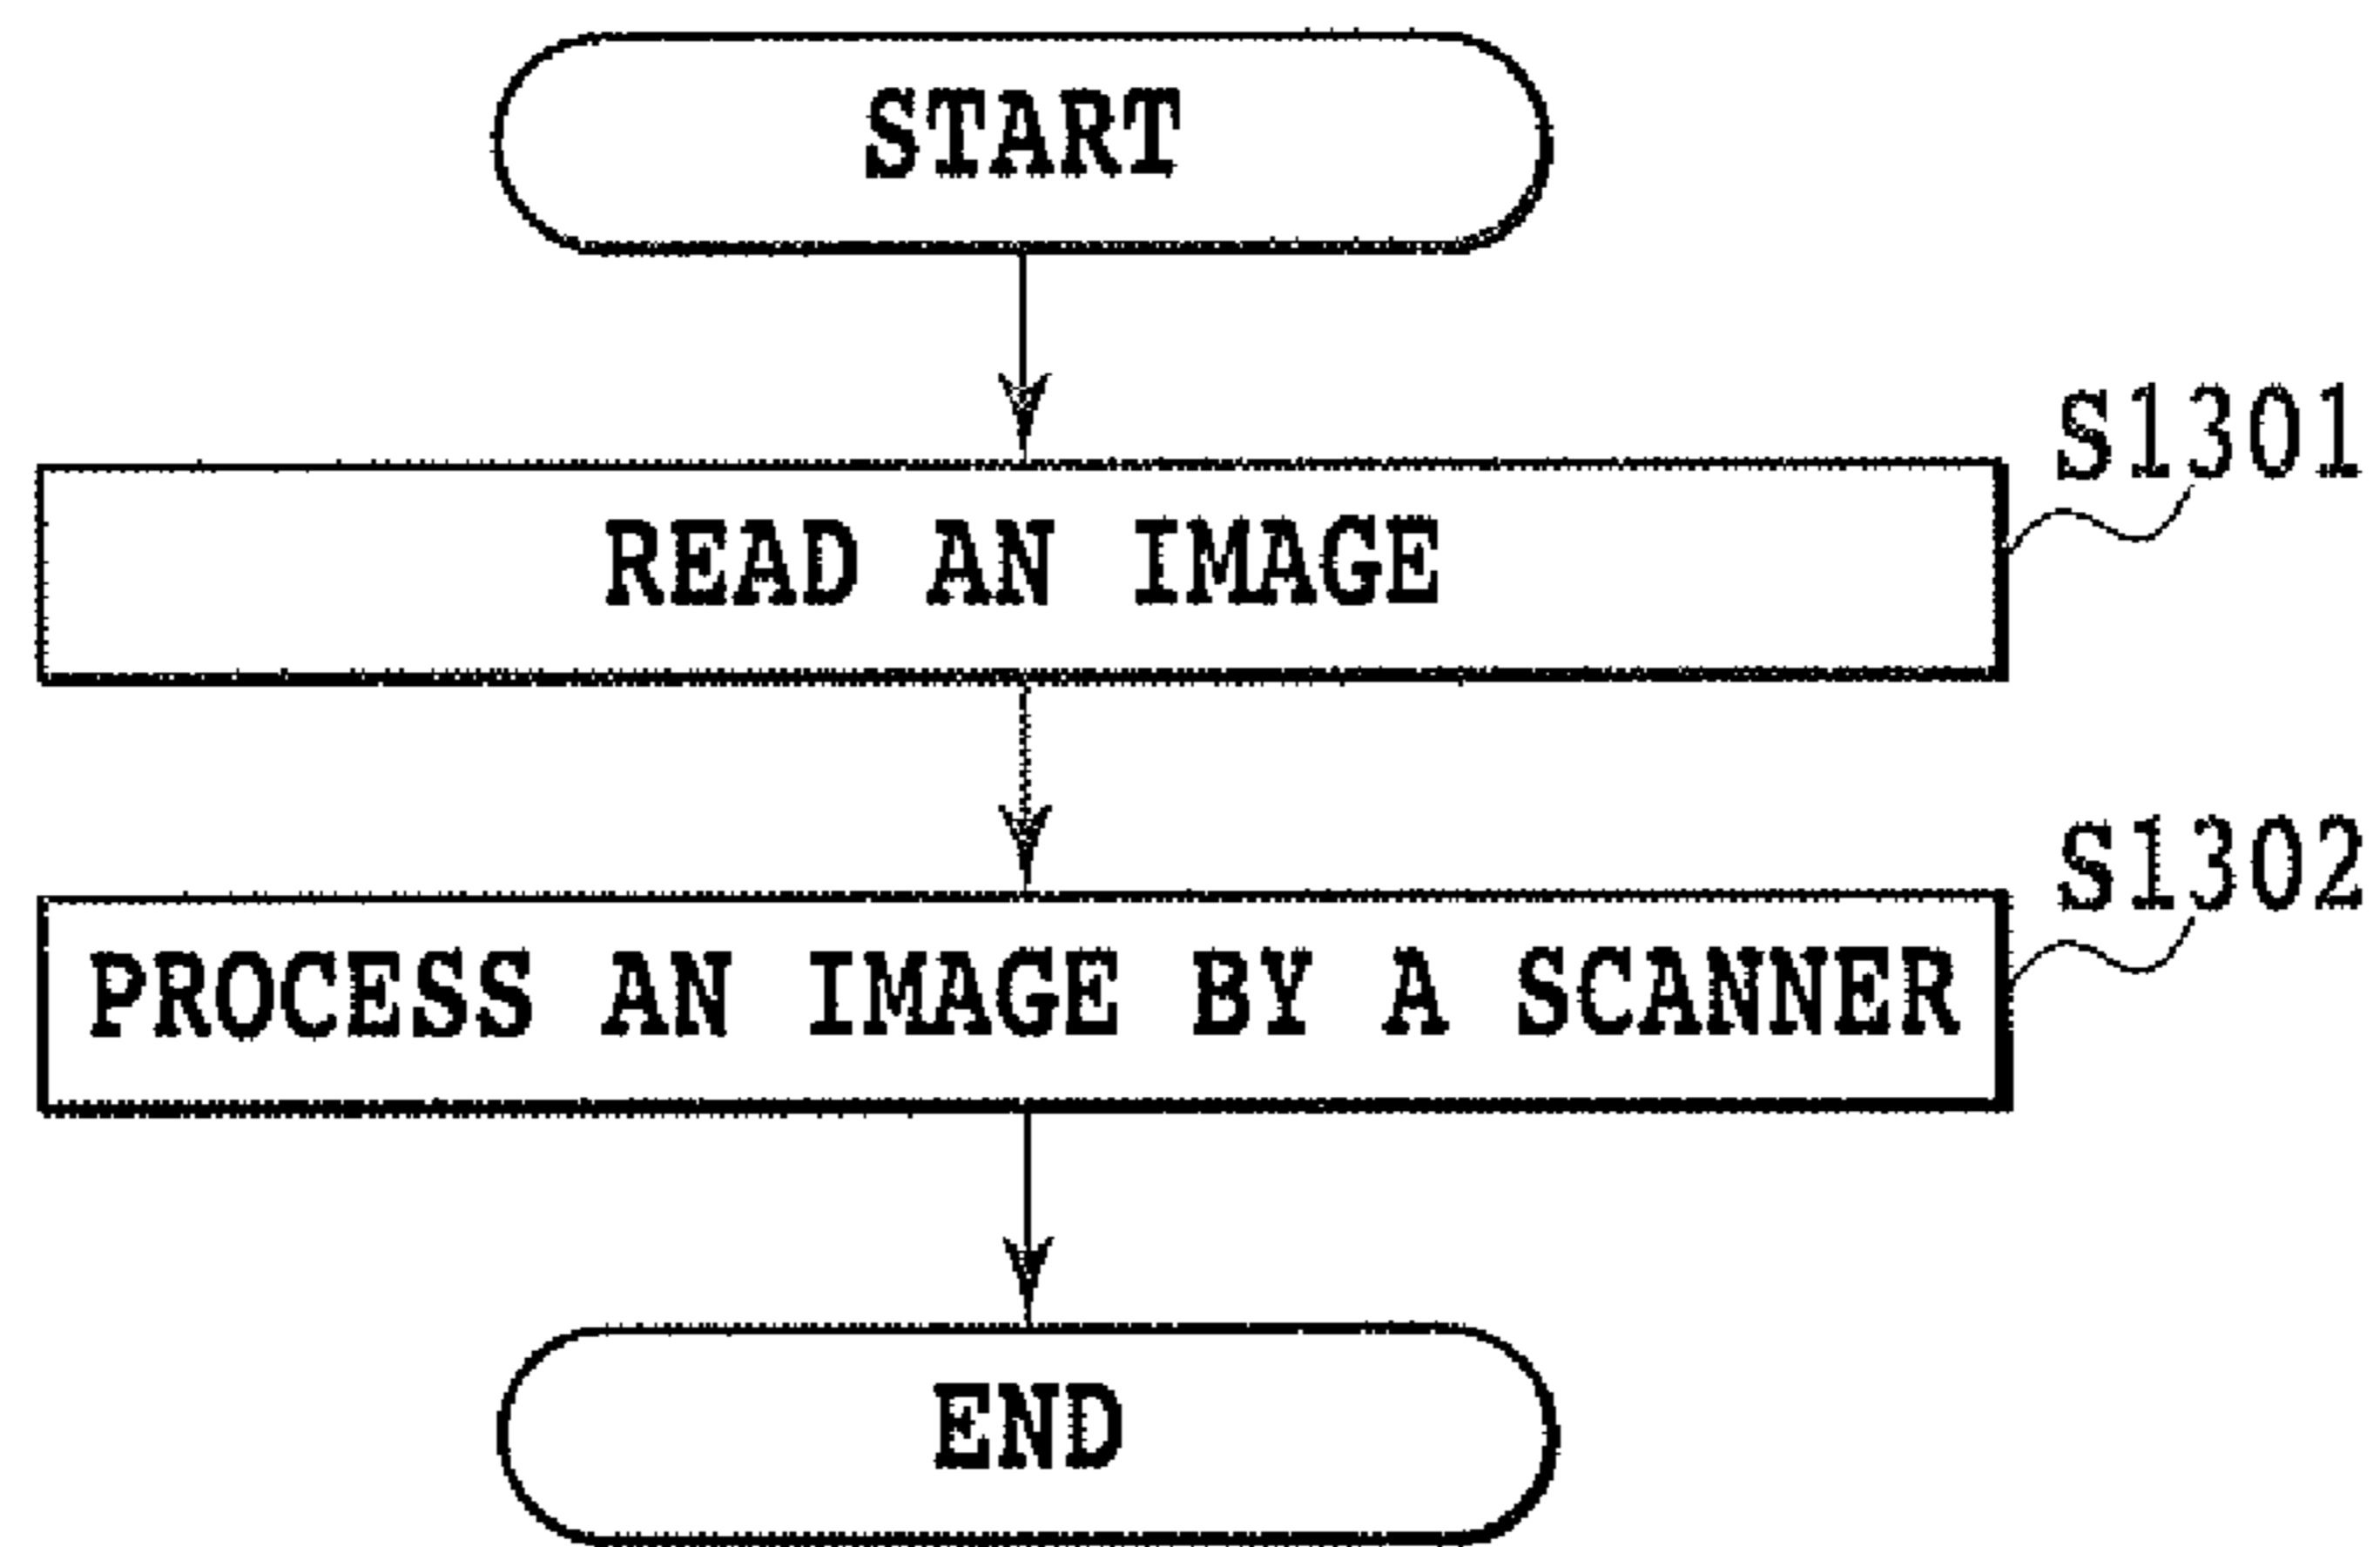 START
S1301
READ AN IMAGE
S1302
PROCESS AN IMAGE BY A SCANNER
END